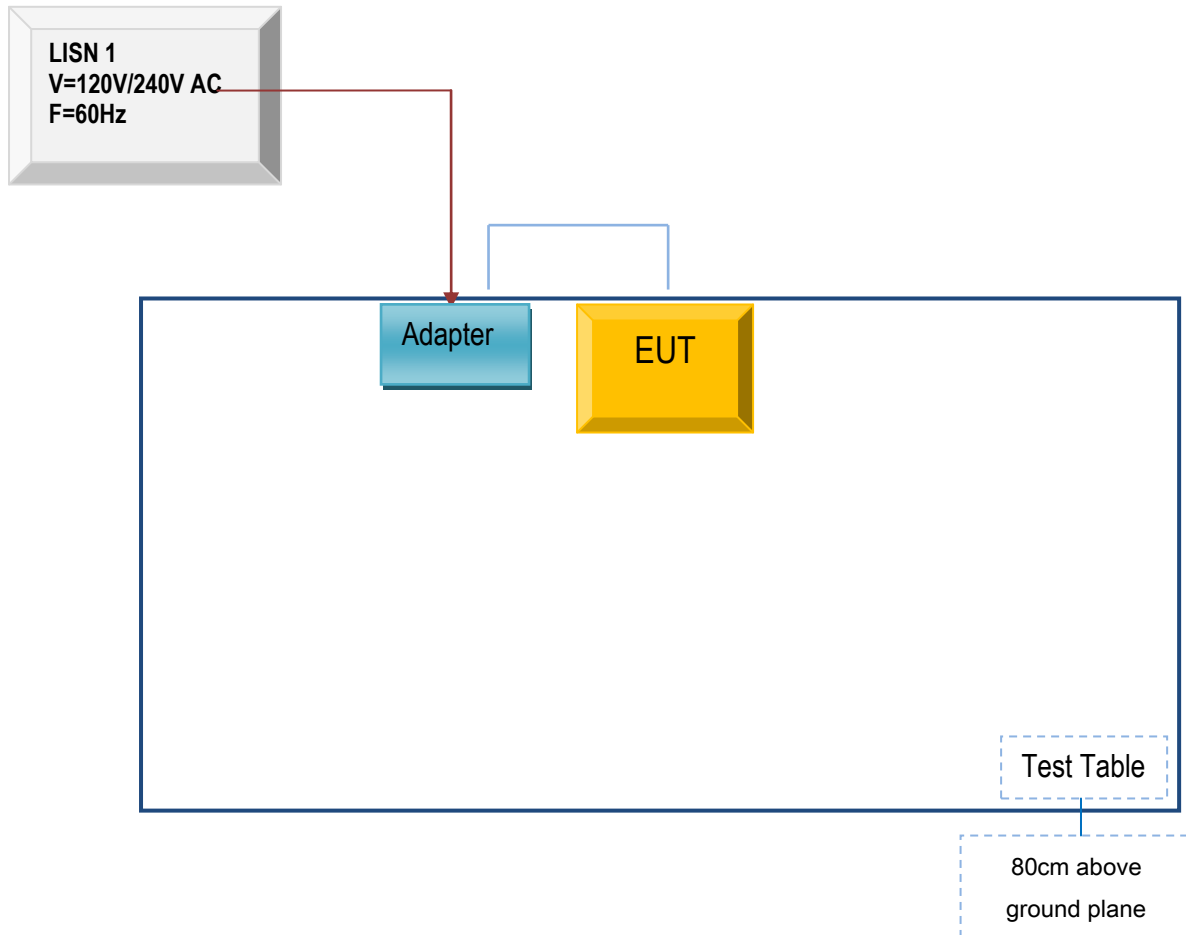 LISN 1
V=120V/240V AC
F=60Hz
Adapter
EUT
Test Table
80cm above
ground plane